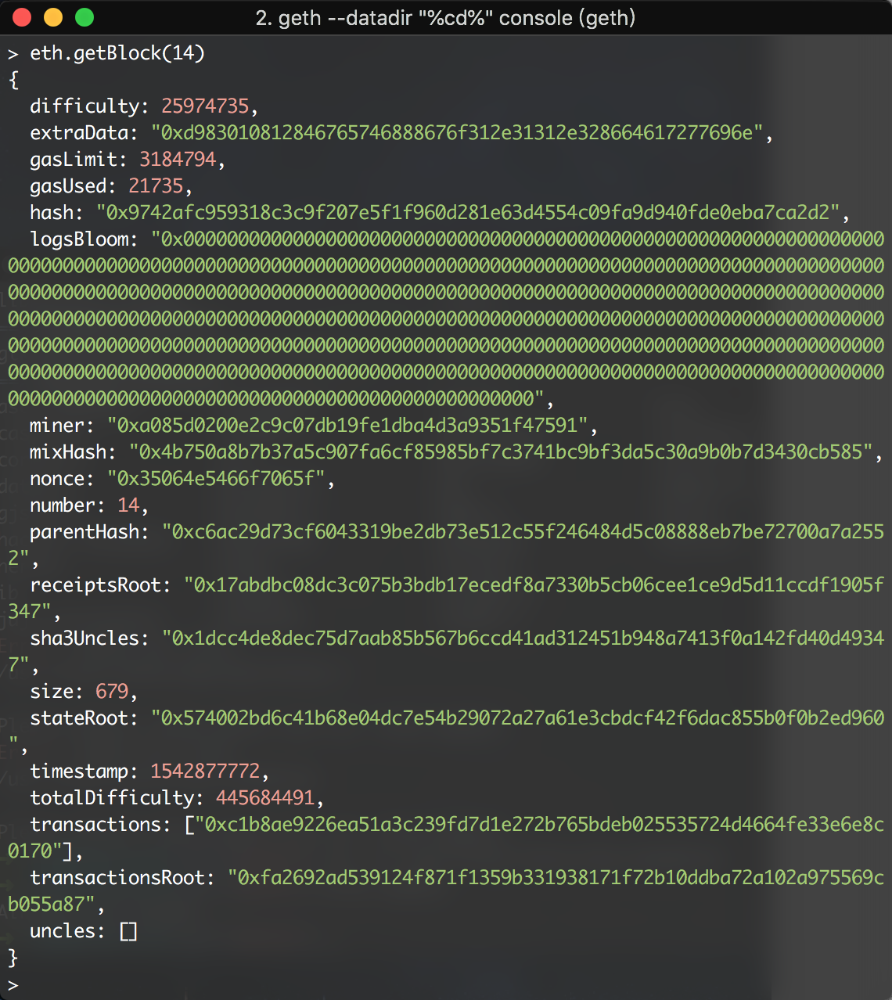 2. geth --datadir "%cd%" console (geth)
> eth.getBlock(14)
{
  difficulty: 25974735,
  extraData: "0xd983010812846765746888676f312e31312e328664617277696e",
  gasLimit: 3184794,
  gasUsed: 21735,
  hash: "0x9742afc959318c3c9f207e5f1f960d281e63d4554c09fa9d940fde0eba7ca2d2",
  logsBloom: "0x0000000000000000000000000000000000000000000000000000000000000000
00000000000000000000000000000000000000000000000000000000000000000000000000000000
00000000000000000000000000000000000000000000000000000000000000000000000000000000
00000000000000000000000000000000000000000000000000000000000000000000000000000000
00000000000000000000000000000000000000000000000000000000000000000000000000000000
00000000000000000000000000000000000000000000000000000000000000000000000000000000
000000000000000000000000000000000000000000000000",
  miner: "0xa085d0200e2c9c07db19fe1dba4d3a9351f47591",
  mixHash: "0x4b750a8b7b37a5c907fa6cf85985bf7c3741bc9bf3da5c30a9b0b7d3430cb585",
  nonce: "0x35064e5466f7065f",
  number: 14,
  parentHash: "0xc6ac29d73cf6043319be2db73e512c55f246484d5c08888eb7be72700a7a255
2",
  receiptsRoot: "0x17abdbc08dc3c075b3bdb17ecedf8a7330b5cb06cee1ce9d5d11ccdf1905f
347",
  sha3Uncles: "0x1dcc4de8dec75d7aab85b567b6ccd41ad312451b948a7413f0a142fd40d4934
7",
  size: 679,
  stateRoot: "0x574002bd6c41b68e04dc7e54b29072a27a61e3cbdcf42f6dac855b0f0b2ed960
",
  timestamp: 1542877772,
  totalDifficulty: 445684491,
  transactions: ["0xc1b8ae9226ea51a3c239fd7d1e272b765bdeb025535724d4664fe33e6e8c
0170"],
  transactionsRoot: "0xfa2692ad539124f871f1359b331938171f72b10ddba72a102a975569c
b055a87",
  uncles: []
}
>